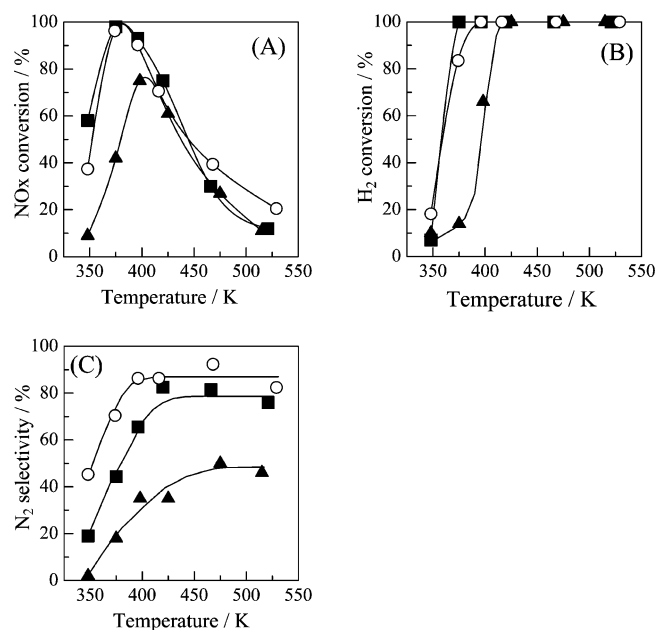 100
80
60
40
20
0
NOx conversion / %
(A)
350 400 450 500 550
Temperature / K
100
80
60
40
20
0
H₂ conversion / %
(B)
350 400 450 500 550
Temperature / K
100
80
60
40
20
0
N₂ selectivity / %
(C)
350 400 450 500 550
Temperature / K